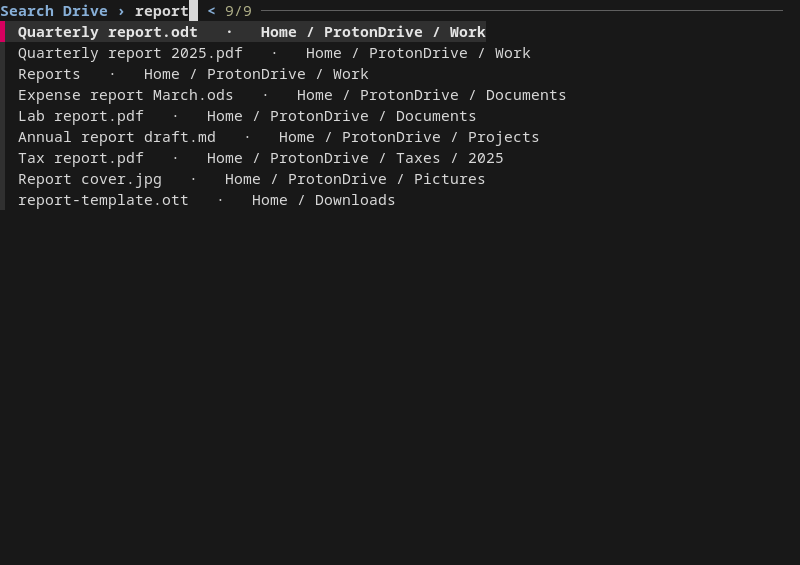 Search Drive › report < 9/9
Quarterly report.odt · Home / ProtonDrive / Work
Quarterly report 2025.pdf · Home / ProtonDrive / Work
Reports · Home / ProtonDrive / Work
Expense report March.ods · Home / ProtonDrive / Documents
Lab report.pdf · Home / ProtonDrive / Documents
Annual report draft.md · Home / ProtonDrive / Projects
Tax report.pdf · Home / ProtonDrive / Taxes / 2025
Report cover.jpg · Home / ProtonDrive / Pictures
report-template.ott · Home / Downloads